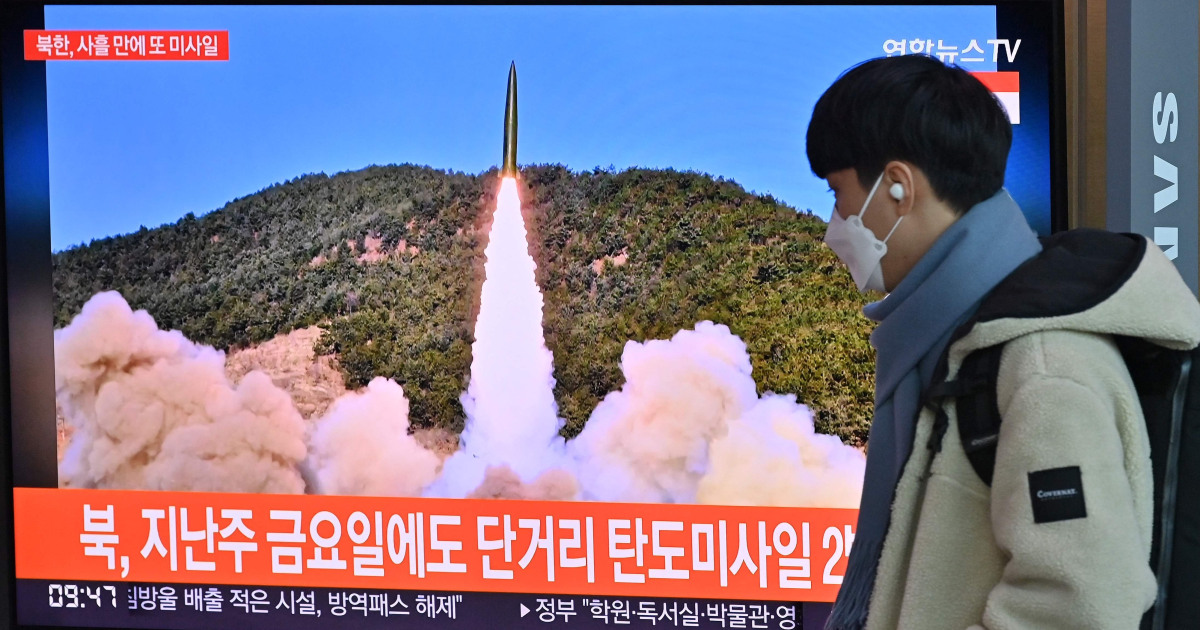 북한, 사흘 만에 또 미사일
연합뉴스TV
북, 지난주 금요일에도 단거리 탄도미사일 2
09:47 방울 배출 적은 시설, 방역패스 해제" ▶정부 "학원·독서실·박물관·영
COVERNAT